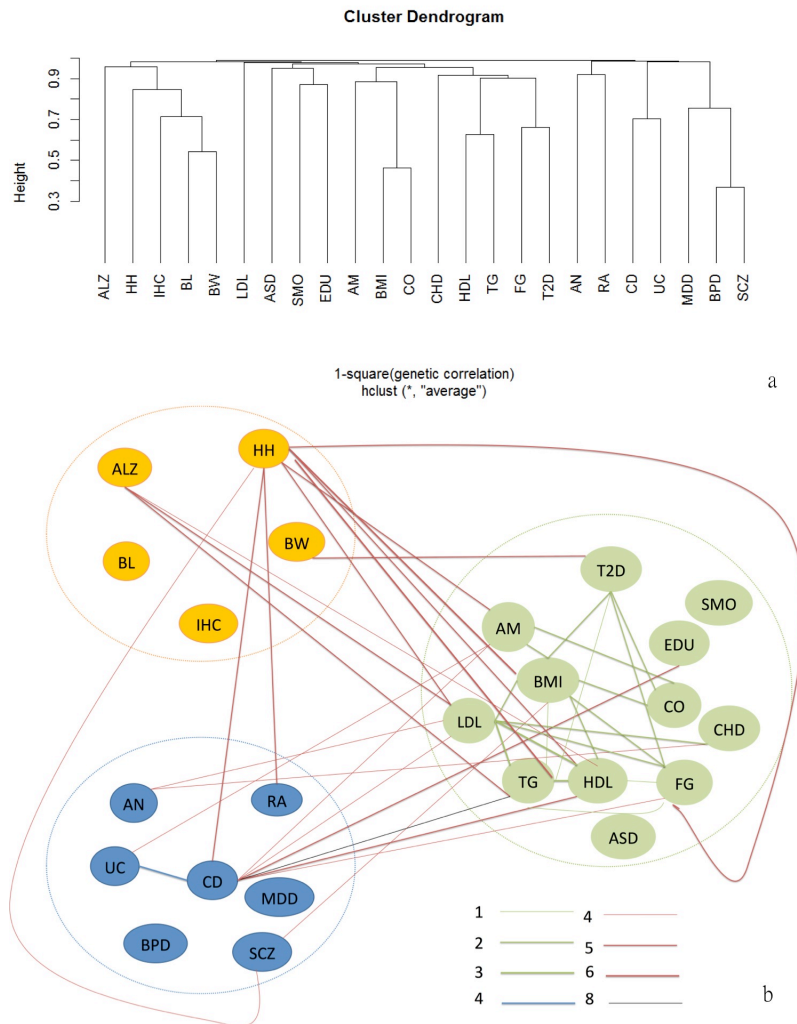 Cluster Dendrogram
Height
0.9
0.7
0.5
0.3
ALZ HH IHC BL BW LDL ASD SMO EDU AM BMI CO CHD HDL TG FG T2D AN RA CD UC MDD BPD SCZ
1-square(genetic correlation)
hclust (*, "average")
a
HH
ALZ
BW
BL
IHC
T2D
SMO
AM
EDU
BMI
CO
LDL
CHD
TG
HDL
FG
ASD
AN
RA
UC
CD
MDD
BPD
SCZ
1 4
2 5
3 6
4 8
b